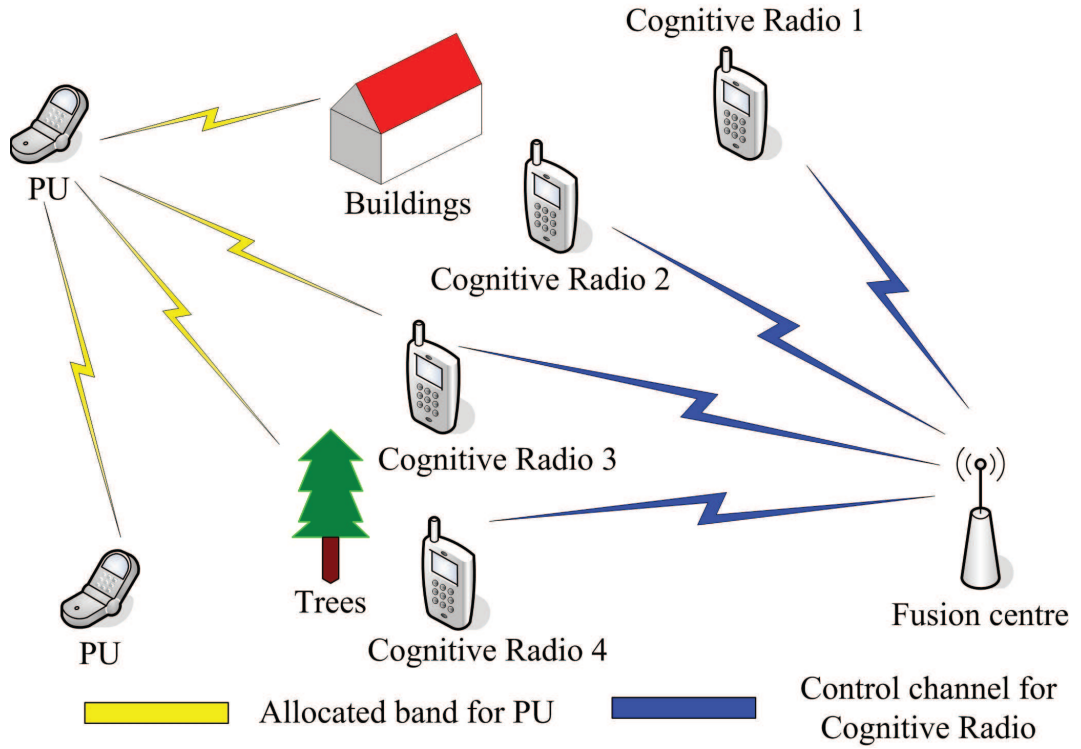 Cognitive Radio 1
PU
Buildings
Cognitive Radio 2
Cognitive Radio 3
Trees
PU
Cognitive Radio 4
Fusion centre
Allocated band for PU
Control channel for
Cognitive Radio